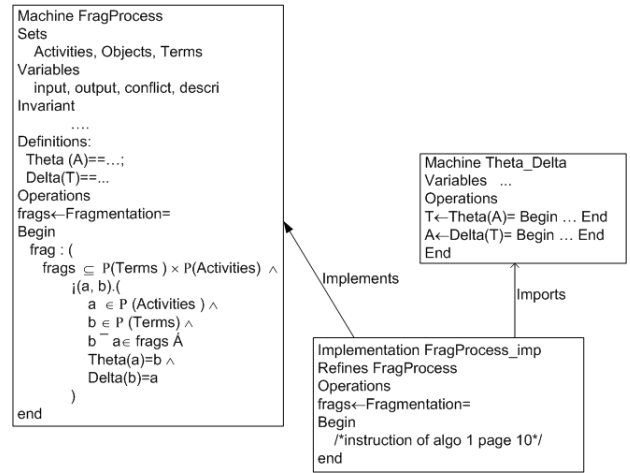 Machine FragProcess
Sets
Activities, Objects, Terms
Variables
input, output, conflict, descri
Invariant
....
Definitions:
Theta (A)==...;
Delta(T)==...
Operations
frags←Fragmentation=
Begin
frag : (
frags ⊆ P(Terms ) × P(Activities) ∧
¡(a, b).(
a ∈ P (Activities ) ∧
b ∈ P (Terms) ∧
b ¯ a∈ frags Á
Theta(a)=b ∧
Delta(b)=a
)
end
Implements
Machine Theta_Delta
Variables ...
Operations
T←Theta(A)= Begin ... End
A←Delta(T)= Begin ... End
End
Imports
Implementation FragProcess_imp
Refines FragProcess
Operations
frags←Fragmentation=
Begin
/*instruction of algo 1 page 10*/
end